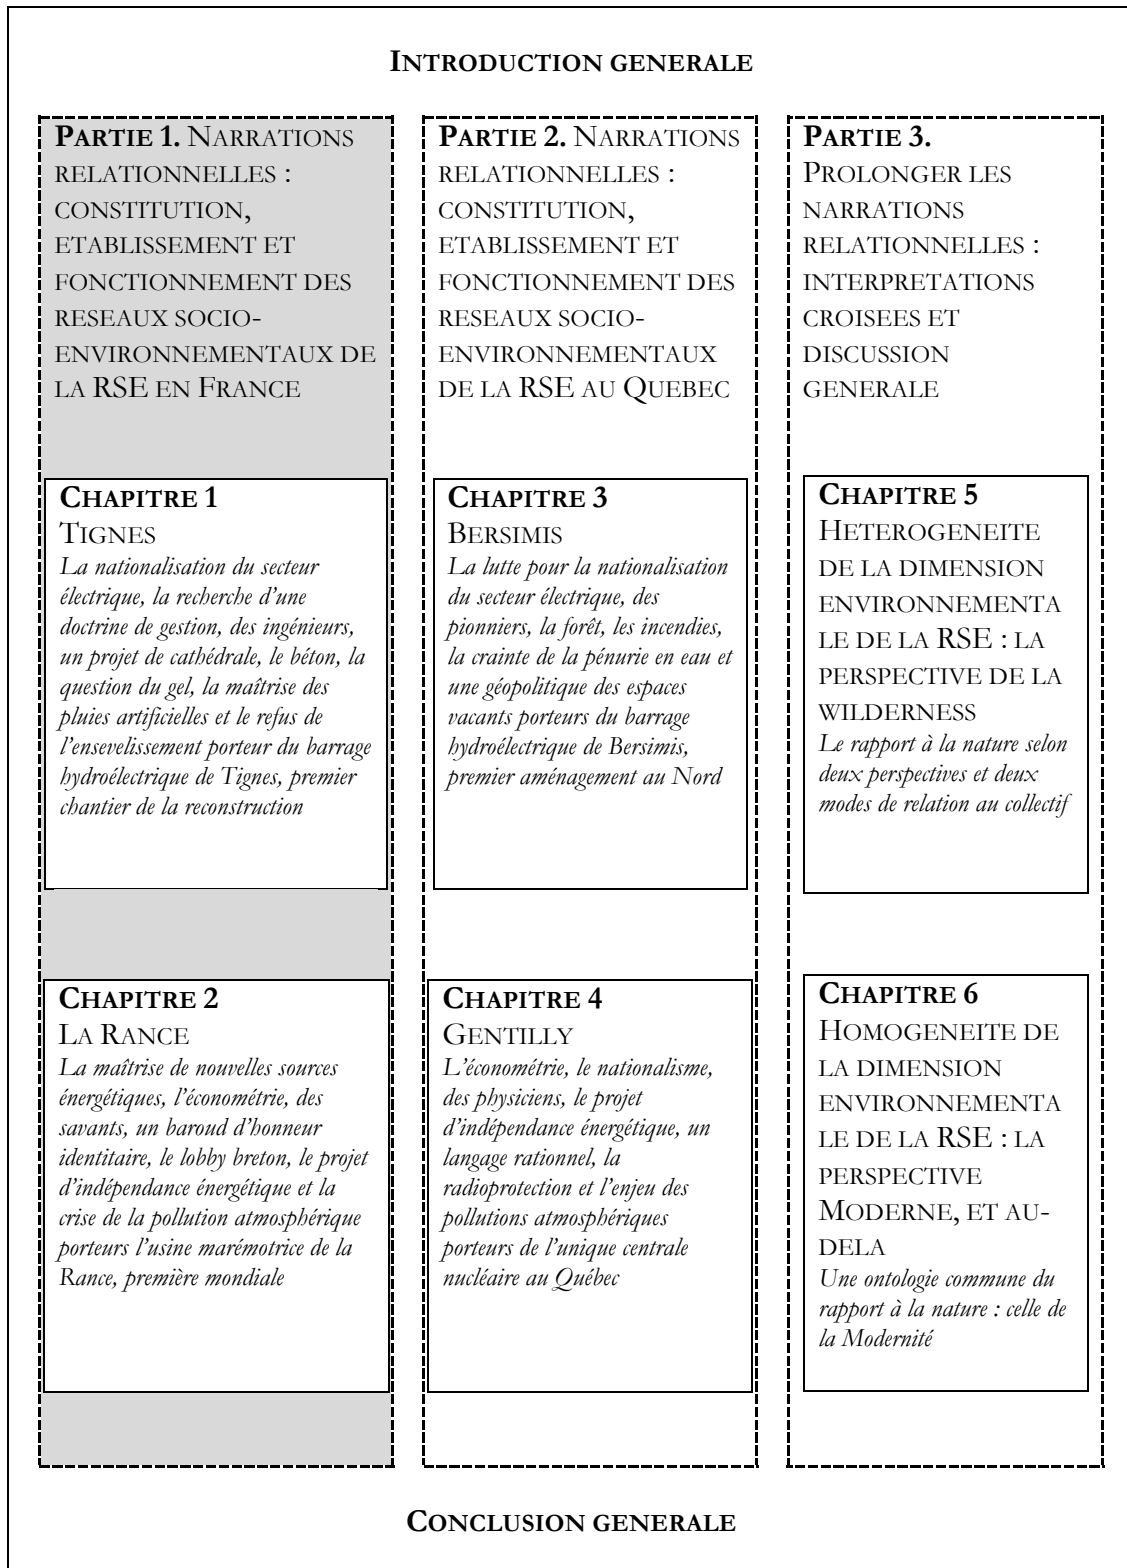 INTRODUCTION GENERALE
PARTIE 1. NARRATIONS
RELATIONNELLES :
CONSTITUTION,
ETABLISSEMENT ET
FONCTIONNEMENT DES
RESEAUX SOCIO-
ENVIRONNEMENTAUX DE
LA RSE EN FRANCE
CHAPITRE 1
TIGNES
La nationalisation du secteur
électrique, la recherche d’une
doctrine de gestion, des ingénieurs,
un projet de cathédrale, le béton, la
question du gel, la maîtrise des
pluies artificielles et le refus de
l’ensevelissement porteur du barrage
hydroélectrique de Tignes, premier
chantier de la reconstruction
CHAPITRE 2
LA RANCE
La maîtrise de nouvelles sources
énergétiques, l’économétrie, des
savants, un baroud d’honneur
identitaire, le lobby breton, le projet
d’indépendance énergétique et la
crise de la pollution atmosphérique
porteurs l’usine marémotrice de la
Rance, première mondiale
PARTIE 2. NARRATIONS
RELATIONNELLES :
CONSTITUTION,
ETABLISSEMENT ET
FONCTIONNEMENT DES
RESEAUX SOCIO-
ENVIRONNEMENTAUX
DE LA RSE AU QUEBEC
CHAPITRE 3
BERSIMIS
La lutte pour la nationalisation
du secteur électrique, des
pionniers, la forêt, les incendies,
la crainte de la pénurie en eau et
une géopolitique des espaces
vacants porteurs du barrage
hydroélectrique de Bersimis,
premier aménagement au Nord
CHAPITRE 4
GENTILLY
L’économétrie, le nationalisme,
des physiciens, le projet
d’indépendance énergétique, un
langage rationnel, la
radioprotection et l’enjeu des
pollutions atmosphériques
porteurs de l’unique centrale
nucléaire au Québec
PARTIE 3.
PROLONGER LES
NARRATIONS
RELATIONNELLES :
INTERPRETATIONS
CROISEES ET
DISCUSSION
GENERALE
CHAPITRE 5
HETEROGENEITE
DE LA DIMENSION
ENVIRONNEMENTA
LE DE LA RSE : LA
PERSPECTIVE DE LA
WILDERNESS
Le rapport à la nature selon
deux perspectives et deux
modes de relation au collectif
CHAPITRE 6
HOMOGENEITE DE
LA DIMENSION
ENVIRONNEMENTA
LE DE LA RSE : LA
PERSPECTIVE
MODERNE, ET AU-
DELA
Une ontologie commune du
rapport à la nature : celle de
la Modernité
CONCLUSION GENERALE